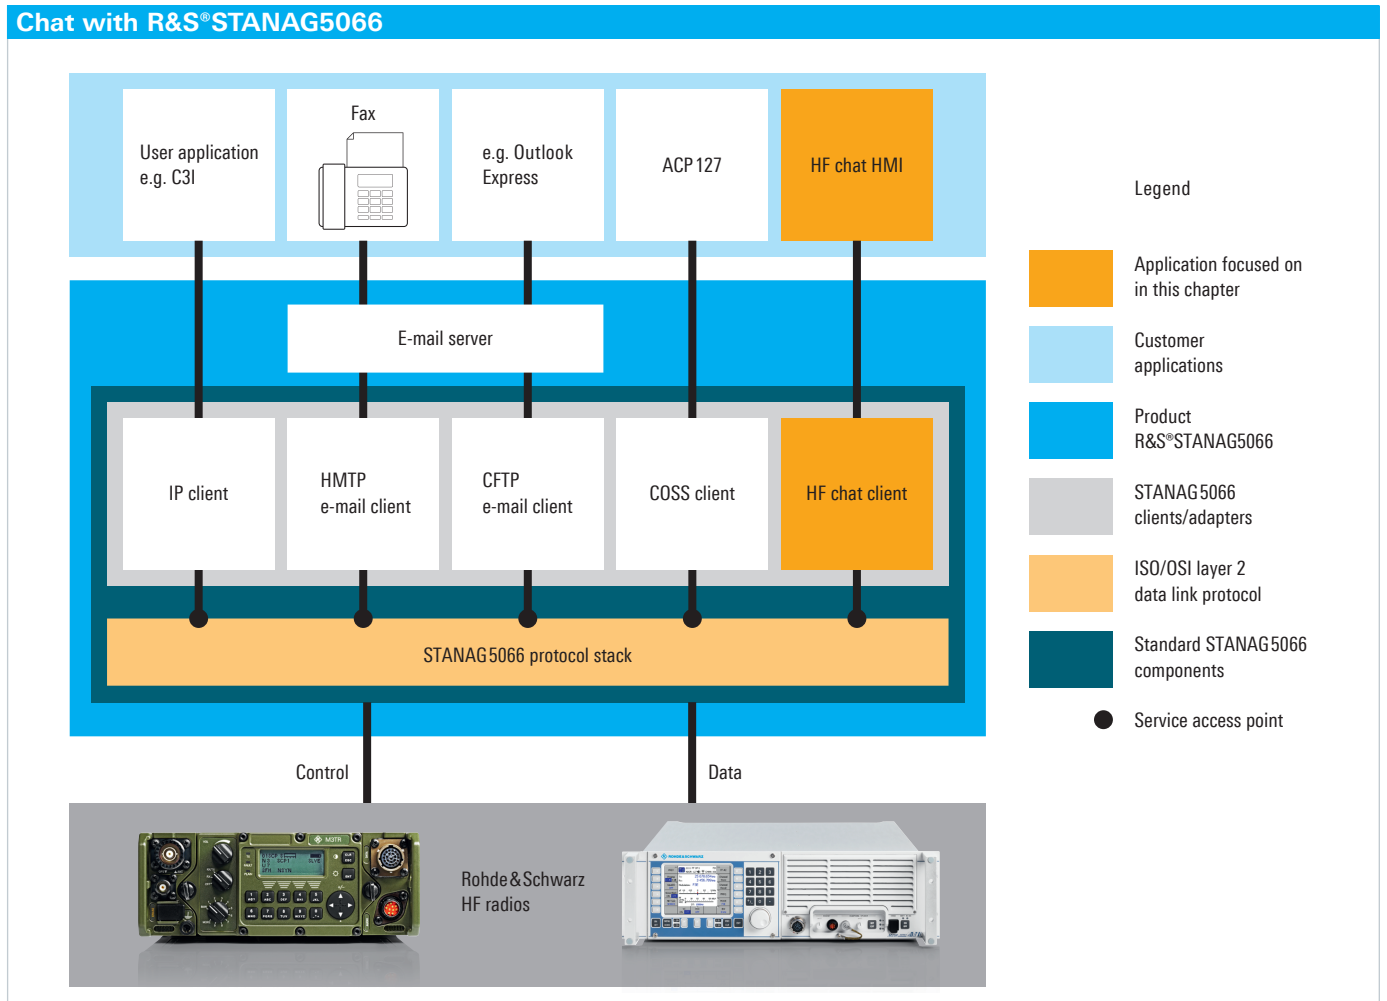 Chat with R&S®STANAG5066
User application
e.g. C3I
Fax
e.g. Outlook
Express
ACP 127
HF chat HMI
E-mail server
IP client
HMTP
e-mail client
CFTP
e-mail client
COSS client
HF chat client
STANAG 5066 protocol stack
Control
Data
M3TR
Rohde & Schwarz
HF radios
ROHDE&SCHWARZ
Legend
Application focused on
in this chapter
Customer
applications
Product
R&S®STANAG5066
STANAG 5066
clients/adapters
ISO/OSI layer 2
data link protocol
Standard STANAG 5066
components
Service access point